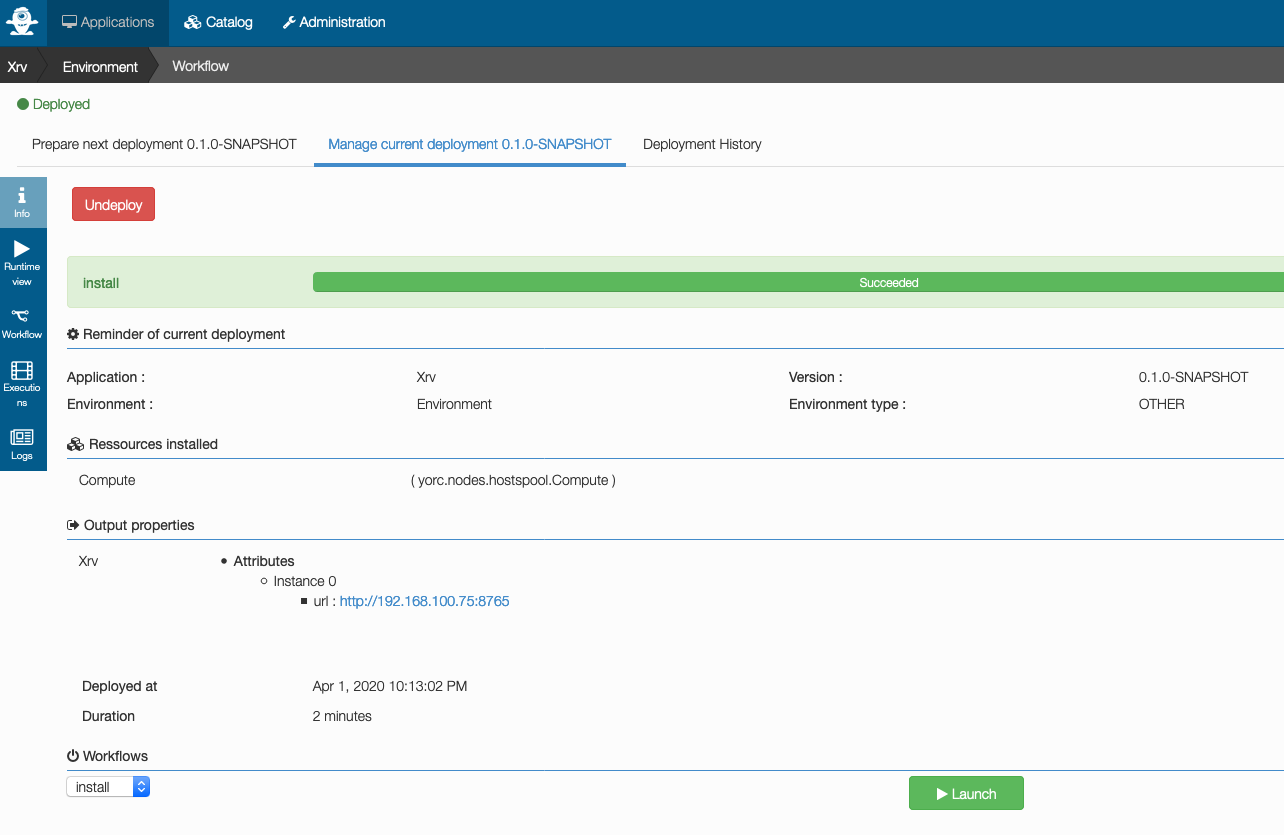 Applications Catalog Administration
Xrv Environment Workflow
Deployed
Prepare next deployment 0.1.0-SNAPSHOT Manage current deployment 0.1.0-SNAPSHOT Deployment History
Info
Undeploy
Runtime
view
install Succeeded
Workflow
Reminder of current deployment
Executio
ns
Application : Xrv Version : 0.1.0-SNAPSHOT
Environment : Environment Environment type : OTHER
Logs
Ressources installed
Compute ( yorc.nodes.hostspool.Compute )
Output properties
Xrv • Attributes
Instance 0
url : http://192.168.100.75:8765
Deployed at Apr 1, 2020 10:13:02 PM
Duration 2 minutes
Workflows
install Launch